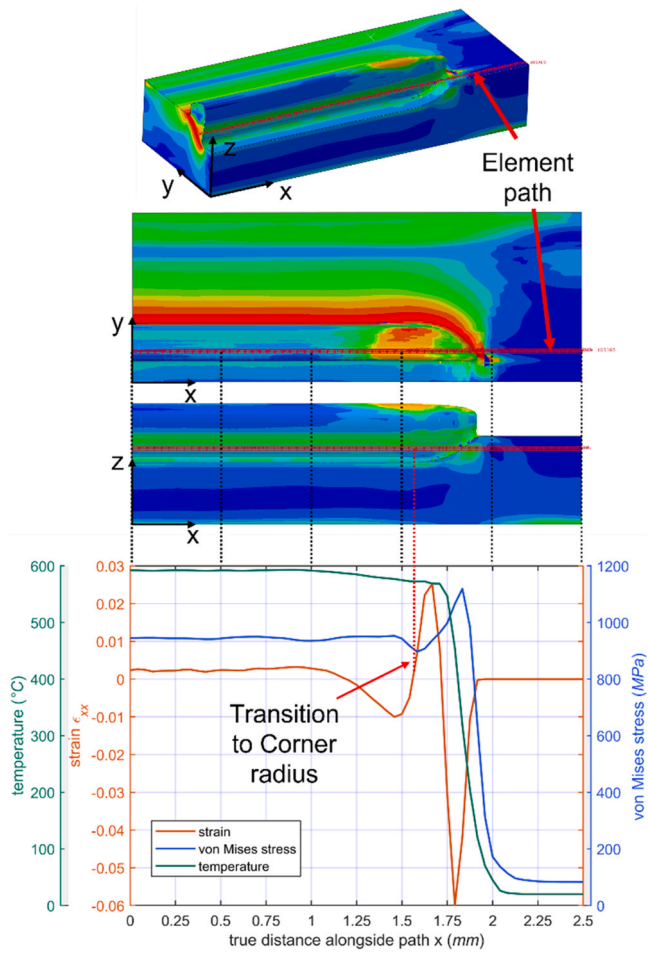 z
y
x
Element
path
y
x
z
x
600
500
400
300
200
100
0
temperature (°C)
0.03
0.02
0.01
0
-0.01
-0.02
-0.03
-0.04
-0.05
-0.06
strain ϵxx
1200
1000
800
600
400
200
0
von Mises stress (MPa)
Transition
to Corner
radius
strain
von Mises stress
temperature
0 0.25 0.5 0.75 1 1.25 1.5 1.75 2 2.25 2.5
true distance alongside path x (mm)